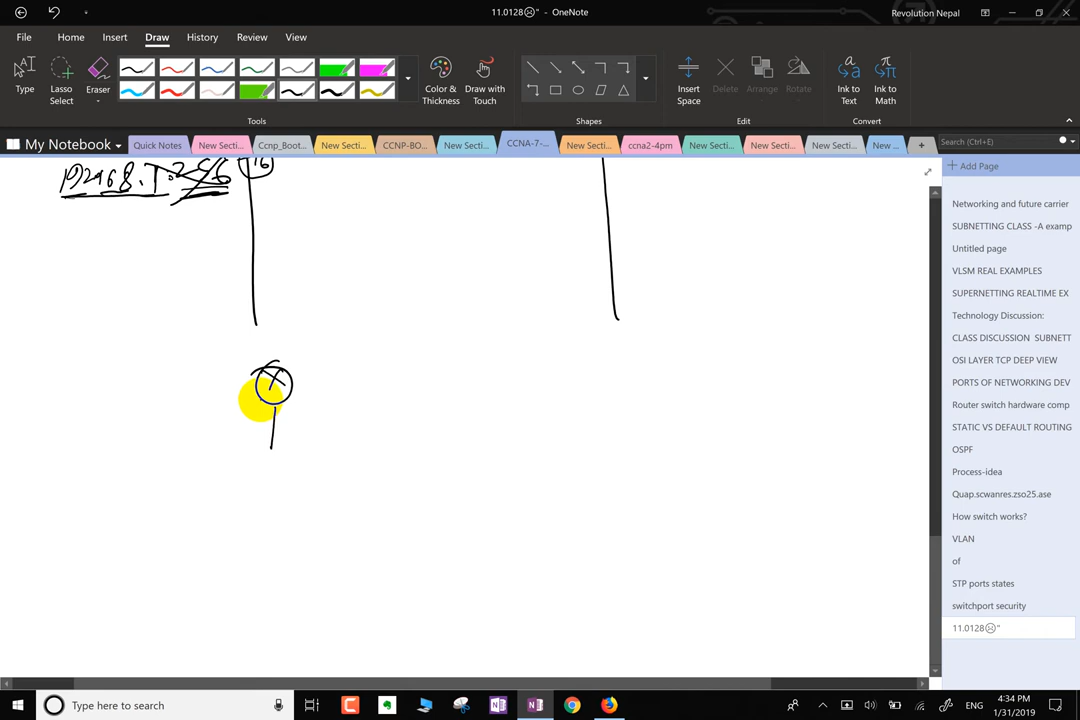 11.0128☹" - OneNote
Revolution Nepal
File
Home
Insert
Draw
History
Review
View
Type
Lasso Select
Eraser
Color & Thickness
Draw with Touch
Insert Space
Delete
Arrange
Rotate
Ink to Text
Ink to Math
Tools
Shapes
Edit
Convert
My Notebook
Quick Notes
New Secti...
Ccnp_Boot...
New Secti...
CCNP-BO...
New Secti...
CCNA-7-...
New Secti...
ccna2-4pm
New Secti...
New Secti...
New Secti...
New ...
Search (Ctrl+E)
Add Page
16
Networking and future carrier
SUBNETTING CLASS -A examp
Untitled page
VLSM REAL EXAMPLES
SUPERNETTING REALTIME EX
Technology Discussion:
CLASS DISCUSSION SUBNETT
OSI LAYER TCP DEEP VIEW
PORTS OF NETWORKING DEV
Router switch hardware comp
STATIC VS DEFAULT ROUTING
OSPF
Process-idea
Quap.scwanres.zso25.ase
How switch works?
VLAN
of
STP ports states
switchport security
11.0128☹"
Type here to search
ENG
4:34 PM
1/31/2019